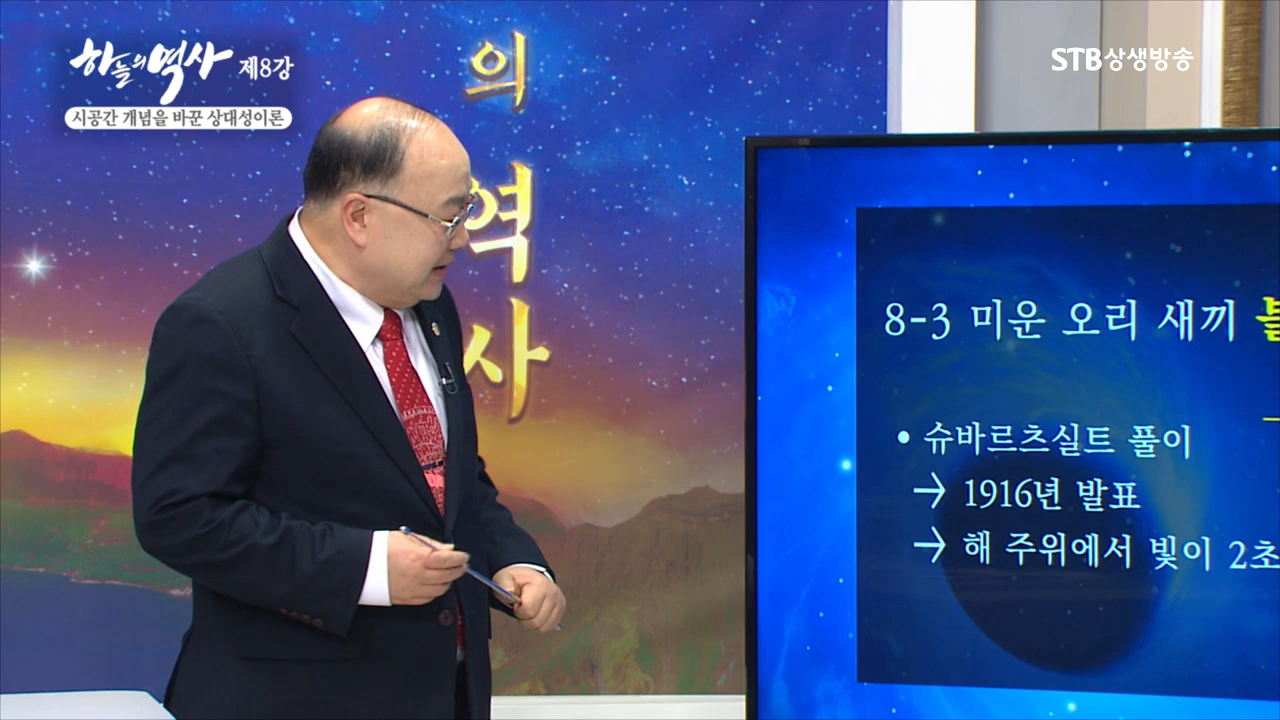 하늘의 역사 제8강
시공간 개념을 바꾼 상대성이론
STB상생방송
의
역
사
8-3 미운 오리 새끼
• 슈바르츠실트 풀이
→ 1916년 발표
→ 해 주위에서 빛이 2초